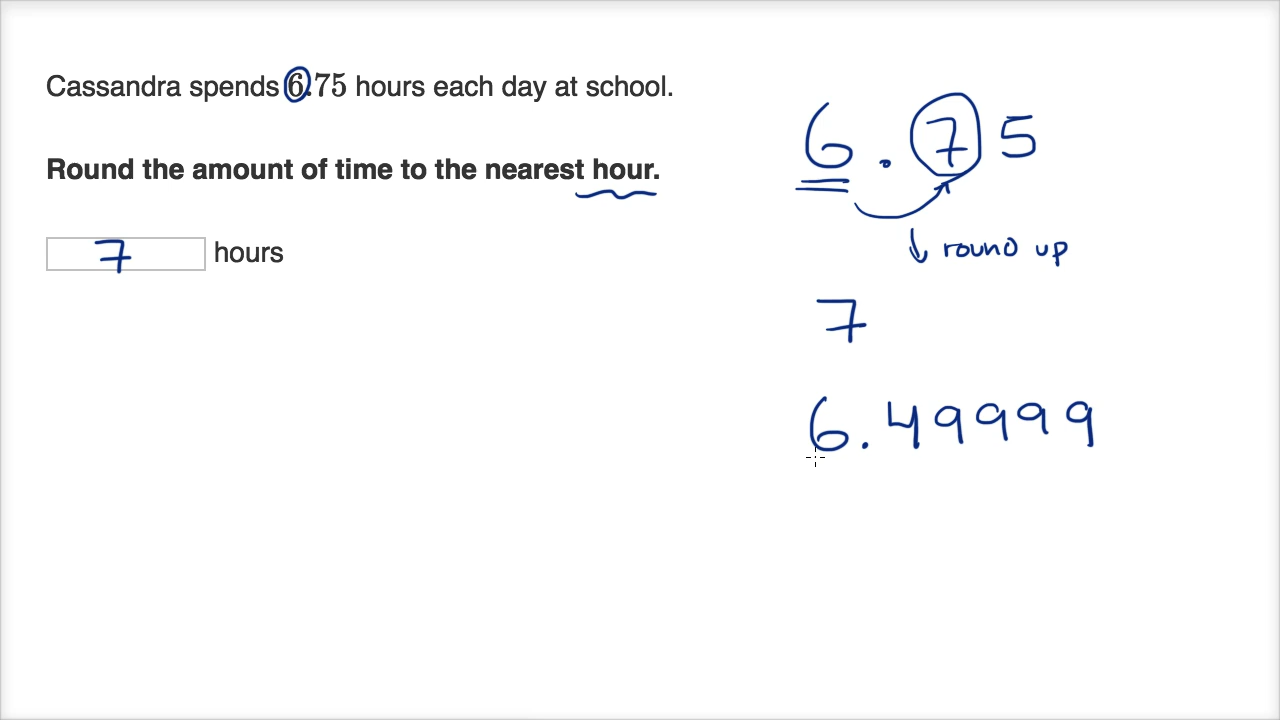 Cassandra spends 6.75 hours each day at school.
Round the amount of time to the nearest hour.
7 hours
6.75
round up
7
6.49999